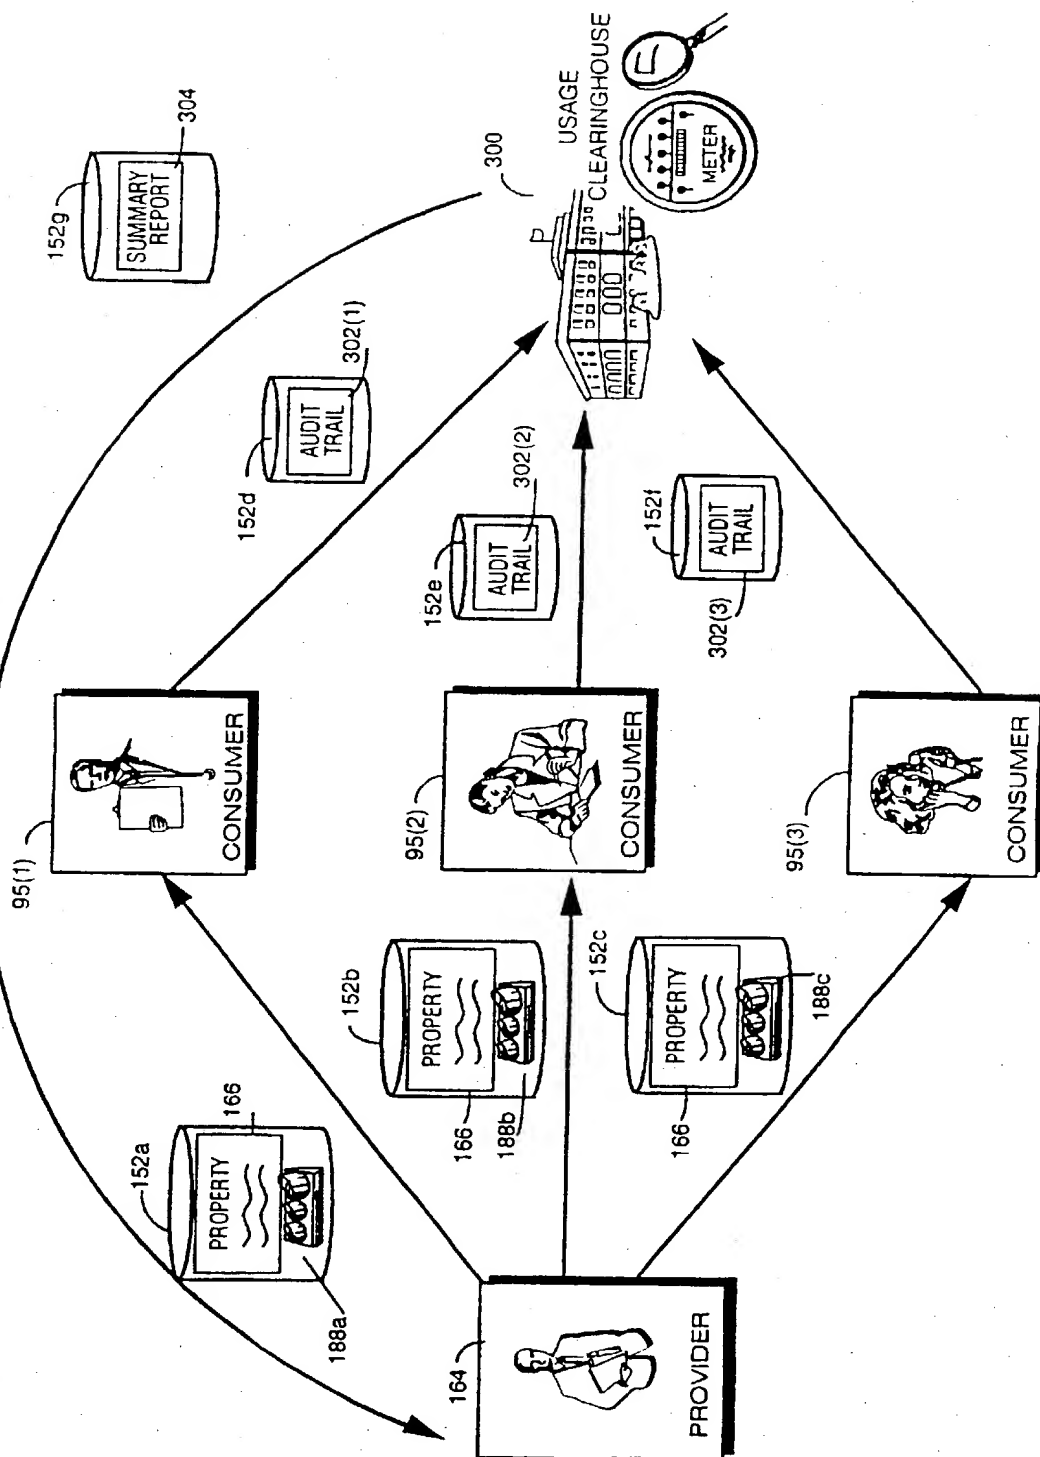 152g
SUMMARY
REPORT
304
300
USAGE
CLEARINGHOUSE
METER
152d
AUDIT
TRAIL
302(1)
152e
AUDIT
TRAIL
302(2)
152f
AUDIT
TRAIL
302(3)
95(1)
CONSUMER
95(2)
CONSUMER
95(3)
CONSUMER
152a
PROPERTY
166
188a
152b
PROPERTY
166
188b
152c
PROPERTY
166
188c
164
PROVIDER